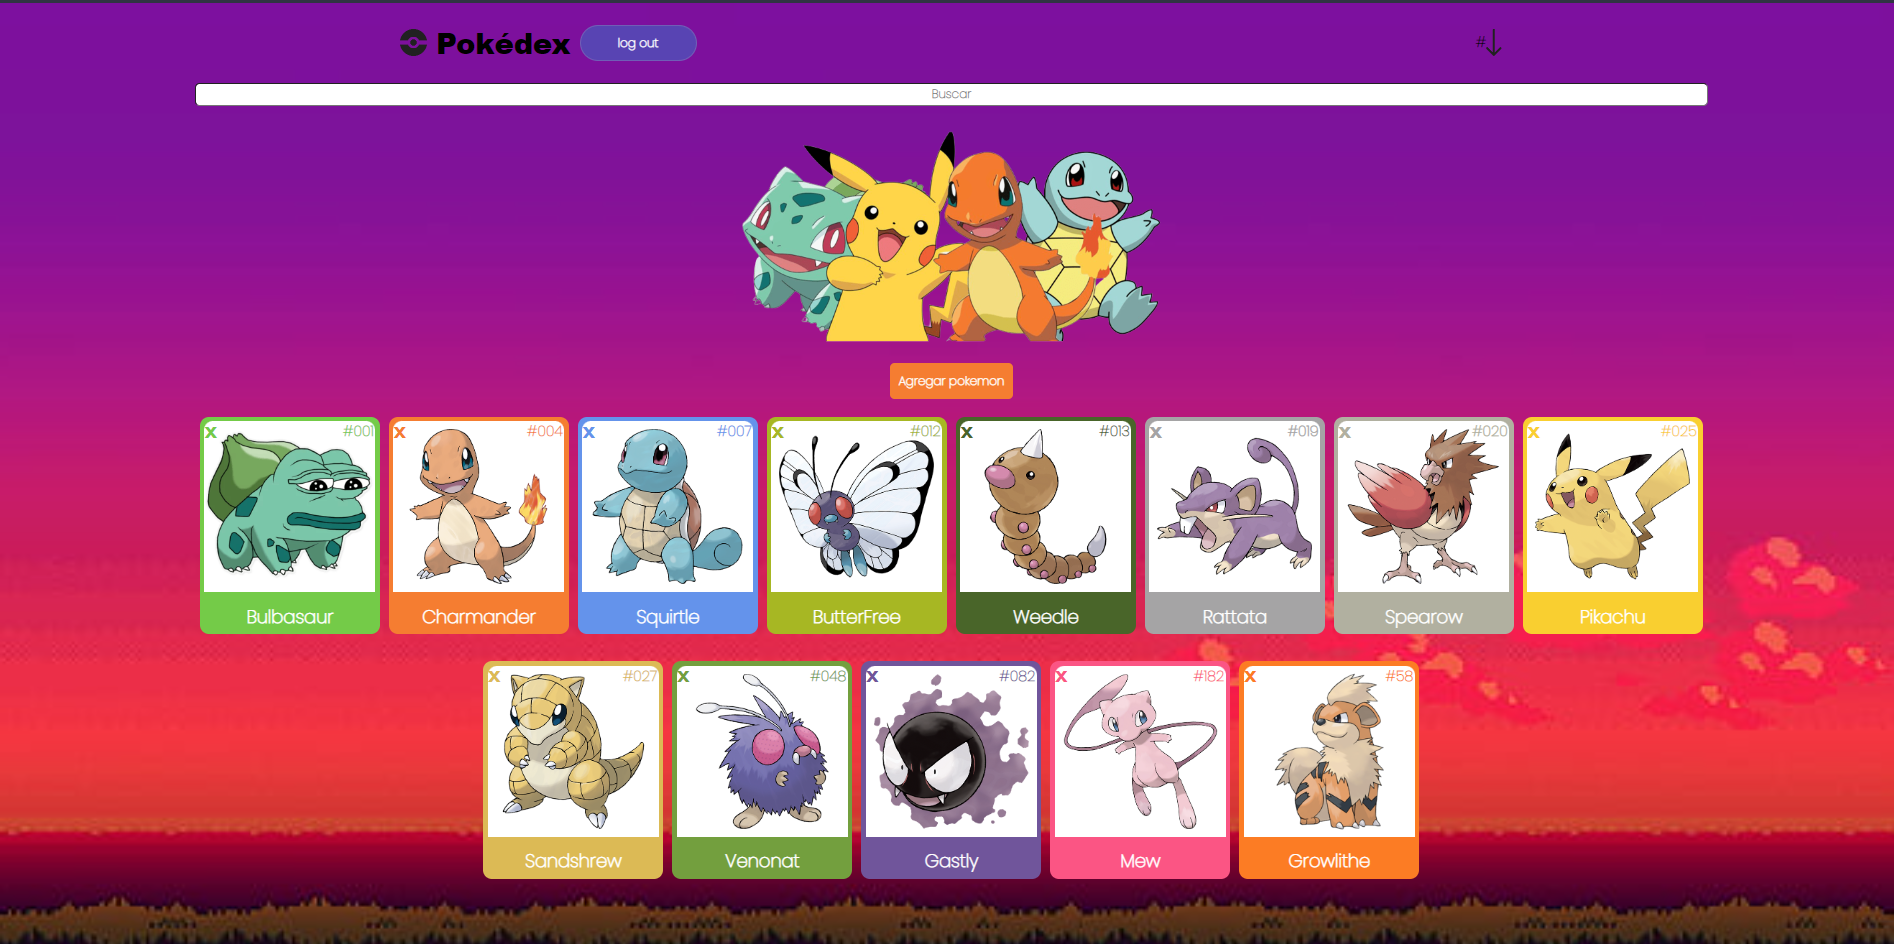 Pokédex
log out
#
Buscar
Agregar pokemon
X #001
X #004
X #007
X #012
X #013
X #019
X #020
X #025
Bulbasaur
Charmander
Squirtle
ButterFree
Weedle
Rattata
Spearow
Pikachu
X #027
X #048
X #082
X #182
X #58
Sandshrew
Venonat
Gastly
Mew
Growlithe